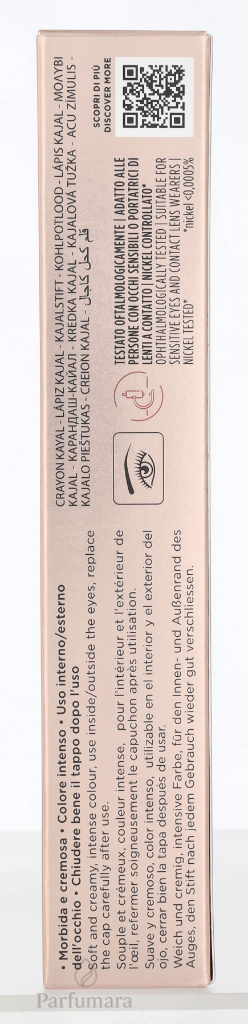 • Morbida e cremosa • Colore intenso • Uso interno/esterno
dell'occhio • Chiudere bene il tappo dopo l'uso
Soft and creamy, intense colour, use inside/outside the eyes, replace
the cap carefully after use.
Souple et crémeux, couleur intense, pour l'intérieur et l'extérieur de
l'œil, refermer soigneusement le capuchon après utilisation.
Suave y cremoso, color intenso, utilizable en el interior y el exterior del
ojo, cerrar bien la tapa después de usar.
Weich und cremig, intensive Farbe, für den Innen- und Außenrand des
Auges, den Stift nach jedem Gebrauch wieder gut verschliessen.
CRAYON KAYAL - LÁPIZ KAJAL - KAJALSTIFT - KOHLPOTLOOD - LÁPIS KAJAL - ΜΟΛΥΒΙ
KAJAL - КАРАНДАШ-КАЙАЛ - KREDKA KAJAL - KAJALOVÁ TUŽKA - ACU ZIMULIS -
KAJALO PIEŠTUKAS - CREION KAJAL - قلم كحل كاجال
TESTATO OFTALMOLOGICAMENTE | ADATTO ALLE
PERSONE CON OCCHI SENSIBILI O PORTATRICI DI
LENTI A CONTATTO | NICKEL CONTROLLATO*
OPHTHALMOLOGICALLY TESTED | SUITABLE FOR
SENSITIVE EYES AND CONTACT LENS WEARERS |
NICKEL TESTED*
*nickel <0,0005%
SCOPRI DI PIÙ
DISCOVER MORE
Parfumara